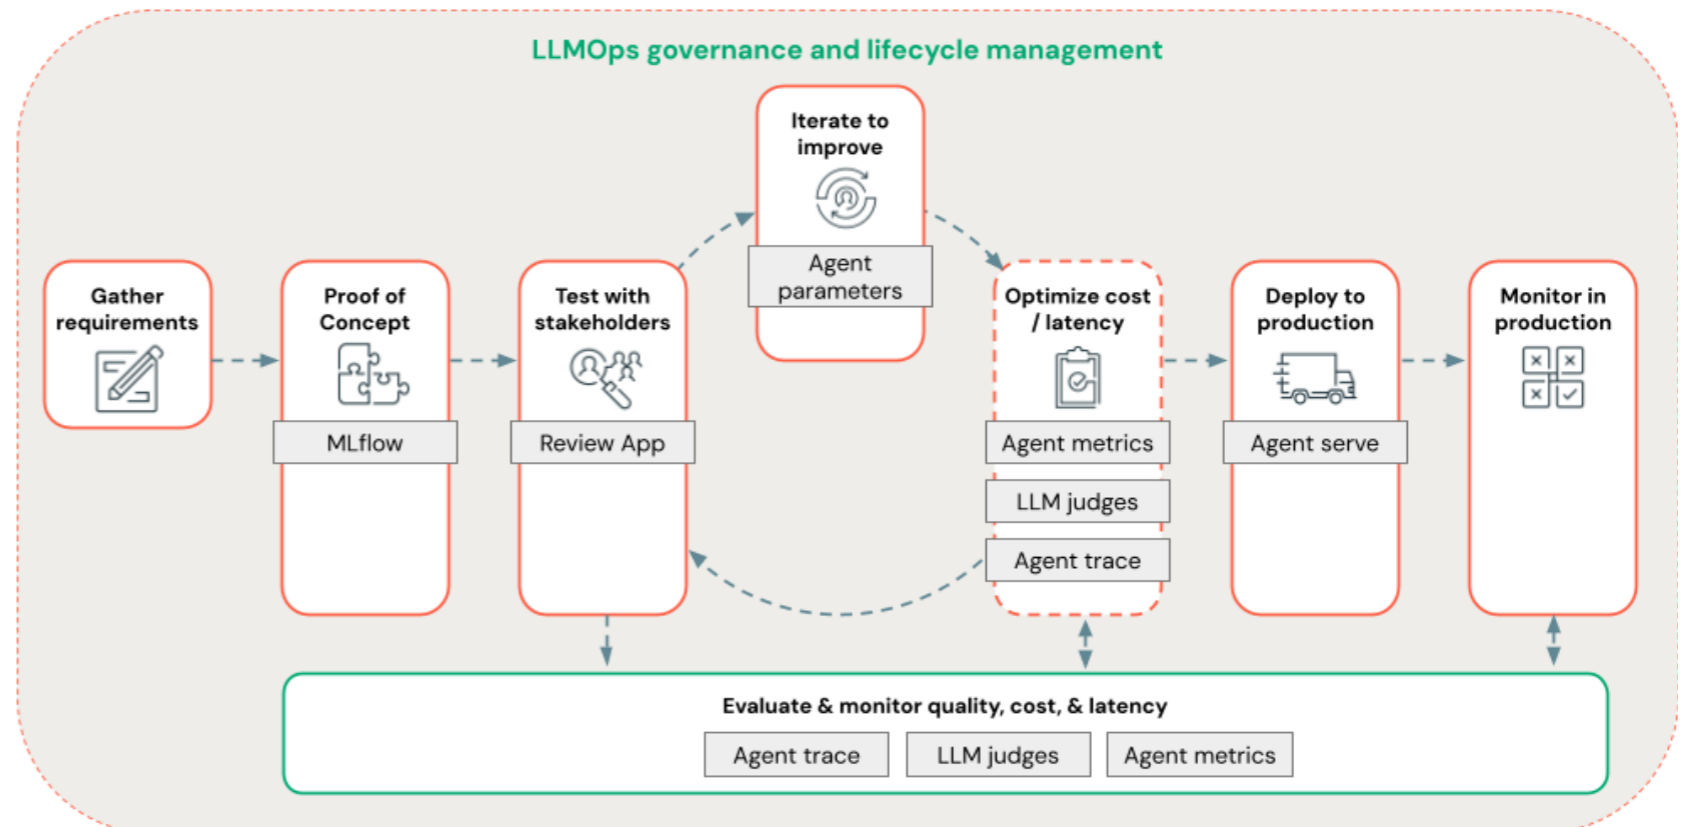 LLMOps governance and lifecycle management
Iterate to
improve
Agent
parameters
Gather
requirements
Proof of
Concept
MLflow
Test with
stakeholders
Review App
Optimize cost
/ latency
Agent metrics
LLM judges
Agent trace
Deploy to
production
Agent serve
Monitor in
production
Evaluate & monitor quality, cost, & latency
Agent trace
LLM judges
Agent metrics